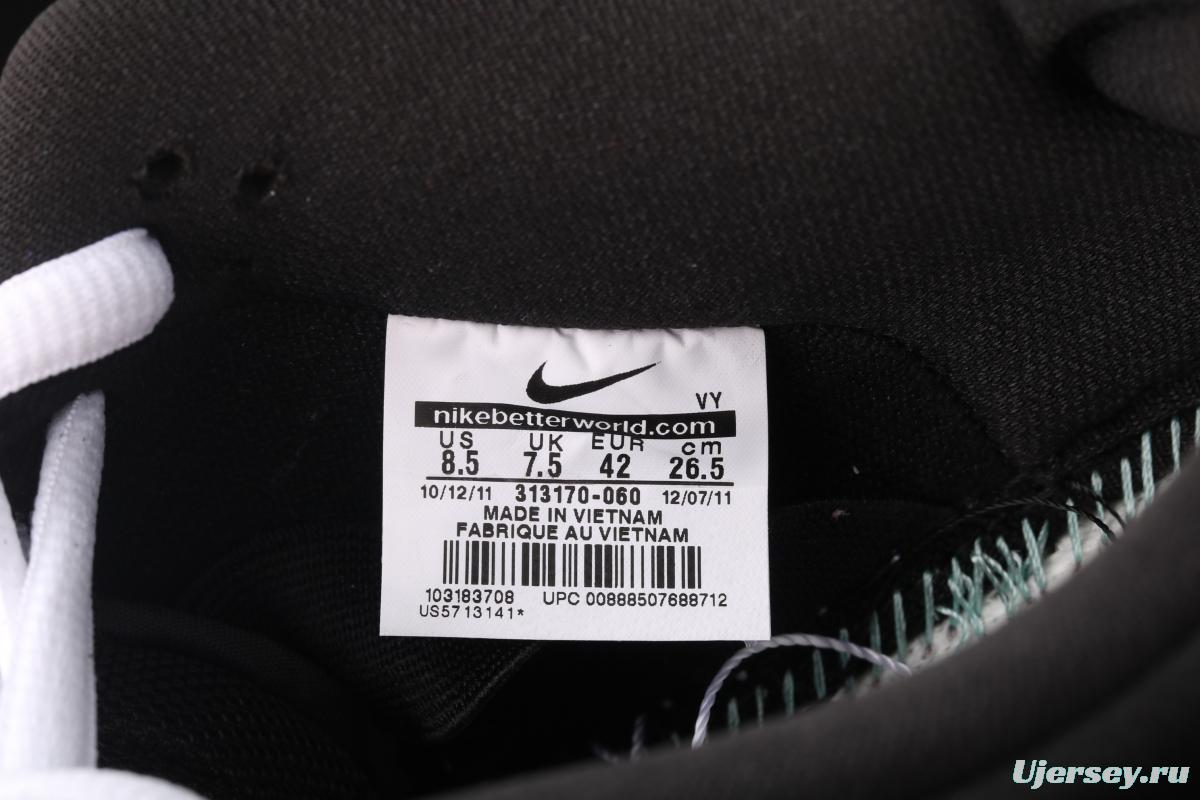 VY
nikebetterworld.com
US UK EUR cm
8.5 7.5 42 26.5
10/12/11 313170-060 12/07/11
MADE IN VIETNAM
FABRIQUE AU VIETNAM
103183708 UPC 00888507688712
US5713141*
Ujersey.ru